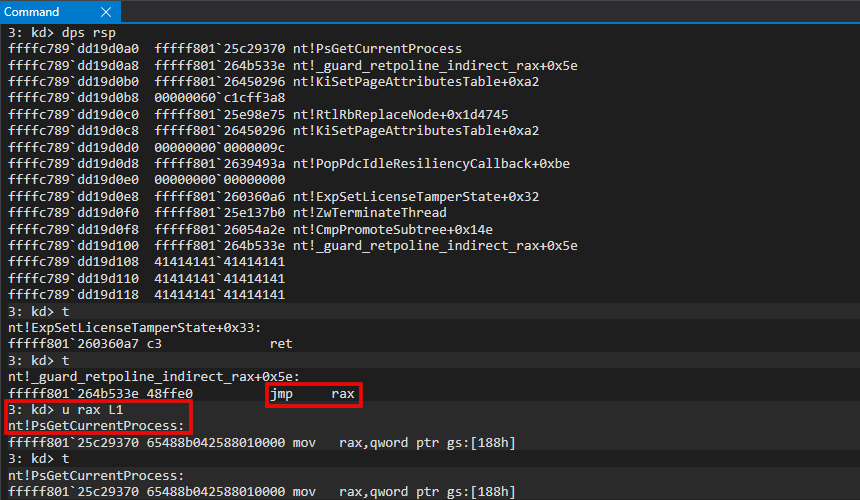 Command
3: kd> dps rsp
ffffc789`dd19d0a0  fffff801`25c29370 nt!PsGetCurrentProcess
ffffc789`dd19d0a8  fffff801`264b533e nt!_guard_retpoline_indirect_rax+0x5e
ffffc789`dd19d0b0  fffff801`26450296 nt!KiSetPageAttributesTable+0xa2
ffffc789`dd19d0b8  00000060`c1cff3a8
ffffc789`dd19d0c0  fffff801`25e98e75 nt!RtlRbReplaceNode+0x1d4745
ffffc789`dd19d0c8  fffff801`26450296 nt!KiSetPageAttributesTable+0xa2
ffffc789`dd19d0d0  00000000`0000009c
ffffc789`dd19d0d8  fffff801`2639493a nt!PopPdcIdleResiliencyCallback+0xbe
ffffc789`dd19d0e0  00000000`00000000
ffffc789`dd19d0e8  fffff801`260360a6 nt!ExpSetLicenseTamperState+0x32
ffffc789`dd19d0f0  fffff801`25e137b0 nt!ZwTerminateThread
ffffc789`dd19d0f8  fffff801`26054a2e nt!CmpPromoteSubtree+0x14e
ffffc789`dd19d100  fffff801`264b533e nt!_guard_retpoline_indirect_rax+0x5e
ffffc789`dd19d108  41414141`41414141
ffffc789`dd19d110  41414141`41414141
ffffc789`dd19d118  41414141`41414141
3: kd> t
nt!ExpSetLicenseTamperState+0x33:
fffff801`260360a7 c3              ret
3: kd> t
nt!_guard_retpoline_indirect_rax+0x5e:
fffff801`264b533e 48ffe0          jmp     rax
3: kd> u rax L1
nt!PsGetCurrentProcess:
fffff801`25c29370 65488b042588010000 mov   rax,qword ptr gs:[188h]
3: kd> t
nt!PsGetCurrentProcess:
fffff801`25c29370 65488b042588010000 mov   rax,qword ptr gs:[188h]